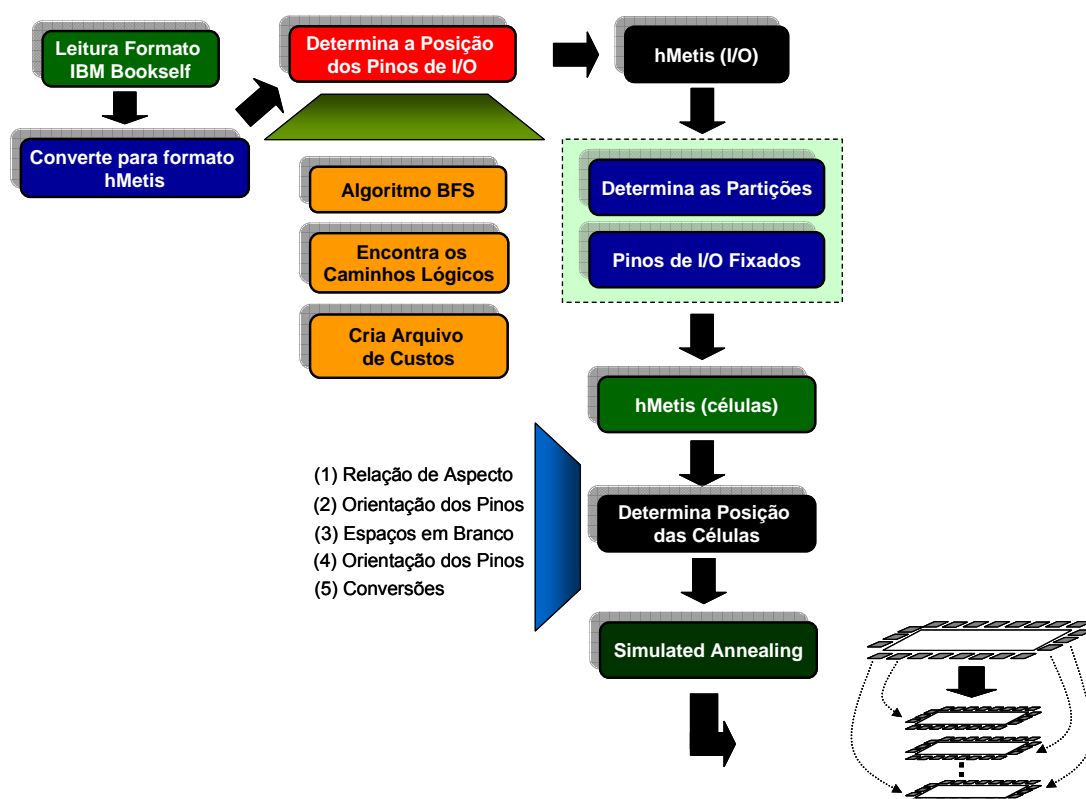 Leitura Formato
IBM Bookself
Converte para formato
hMetis
Determina a Posição
dos Pinos de I/O
Algoritmo BFS
Encontra os
Caminhos Lógicos
Cria Arquivo
de Custos
hMetis (I/O)
Determina as Partições
Pinos de I/O Fixados
hMetis (células)
(1) Relação de Aspecto
(2) Orientação dos Pinos
(3) Espaços em Branco
(4) Orientação dos Pinos
(5) Conversões
Determina Posição
das Células
Simulated Annealing